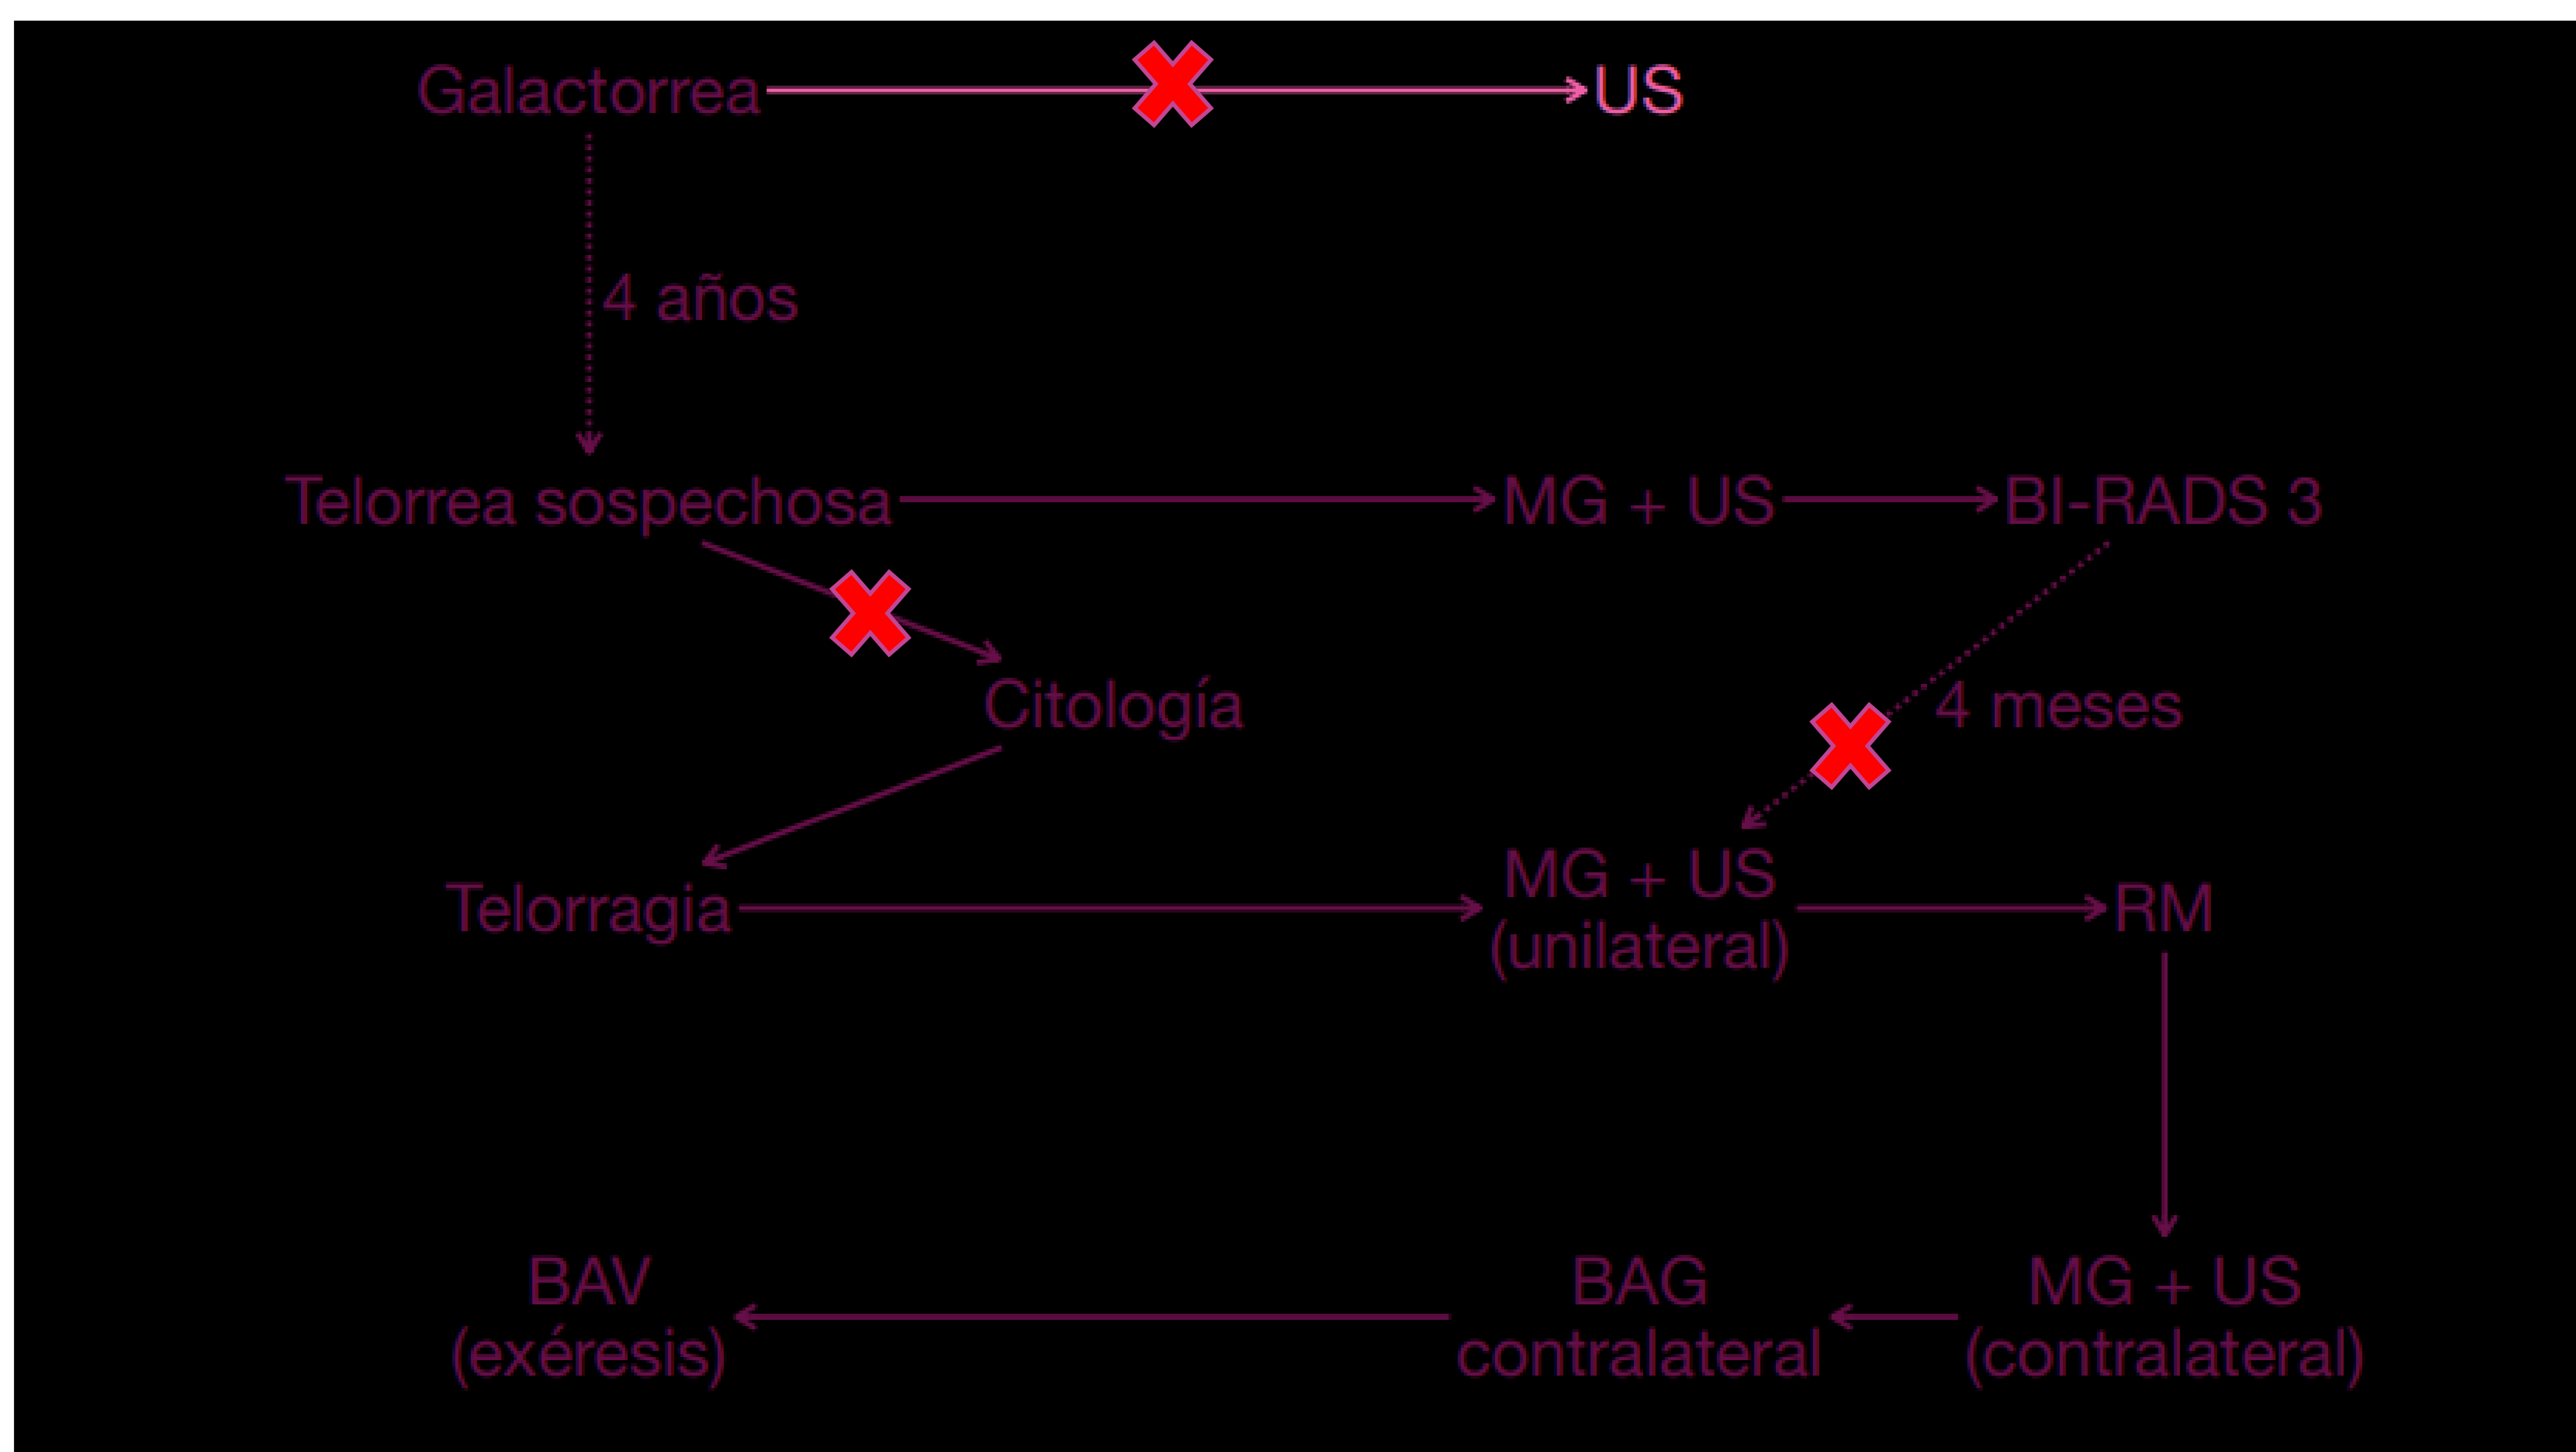 Galactorrea
US
4 años
Telorrea sospechosa
MG + US
BI-RADS 3
Citología
4 meses
Telorragia
MG + US
(unilateral)
RM
BAV
(exéresis)
BAG
contralateral
MG + US
(contralateral)